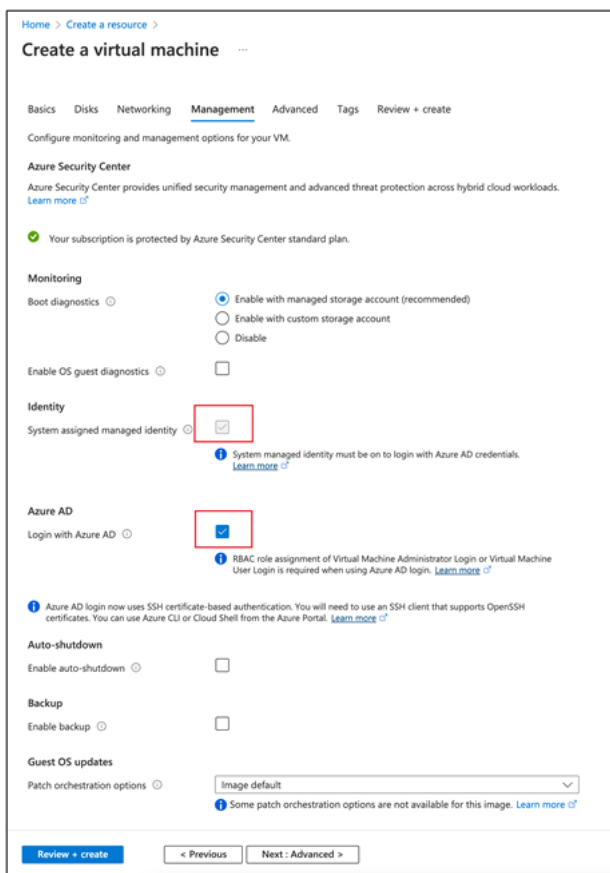 Home > Create a resource >
Create a virtual machine ...
Basics Disks Networking Management Advanced Tags Review + create
Configure monitoring and management options for your VM.
Azure Security Center
Azure Security Center provides unified security management and advanced threat protection across hybrid cloud workloads.
Learn more
Your subscription is protected by Azure Security Center standard plan.
Monitoring
Boot diagnostics
Enable with managed storage account (recommended)
Enable with custom storage account
Disable
Enable OS guest diagnostics
Identity
System assigned managed identity
System managed identity must be on to login with Azure AD credentials.
Learn more
Azure AD
Login with Azure AD
RBAC role assignment of Virtual Machine Administrator Login or Virtual Machine
User Login is required when using Azure AD login. Learn more
Azure AD login now uses SSH certificate-based authentication. You will need to use an SSH client that supports OpenSSH
certificates. You can use Azure CLI or Cloud Shell from the Azure Portal. Learn more
Auto-shutdown
Enable auto-shutdown
Backup
Enable backup
Guest OS updates
Patch orchestration options
Image default
Some patch orchestration options are not available for this image. Learn more
Review + create < Previous Next : Advanced >